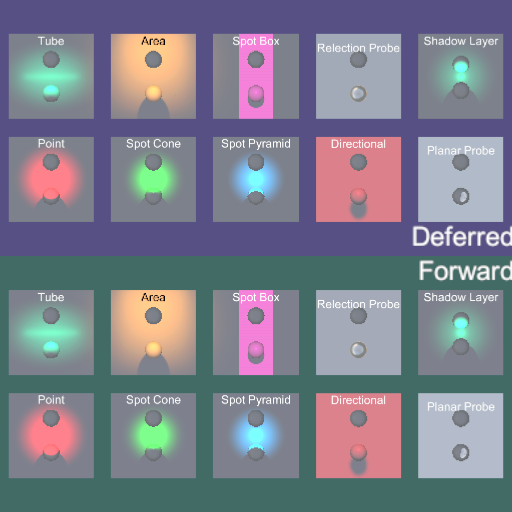 Tube Area Spot Box Relection Probe Shadow Layer
Point Spot Cone Spot Pyramid Directional Planar Probe
Deferred
Forward
Tube Area Spot Box Relection Probe Shadow Layer
Point Spot Cone Spot Pyramid Directional Planar Probe